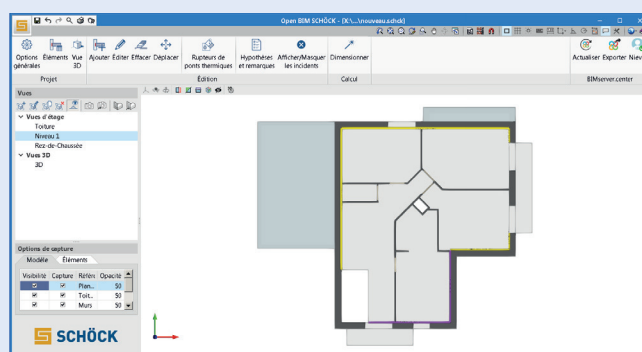 Open BIM SCHÖCK - [X:\...\nouveau.schck]
Options générales
Éléments
Vue 3D
Projet
Ajouter Éditer Effacer Déplacer
Rupteurs de ponts thermiques
Édition
Hypothèses et remarques
Afficher/Masquer les incidents
Dimensionner
Calcul
Actualiser Exporter
BIMserver.center
Vues
Vues d'étage
Toiture
Niveau 1
Rez-de-Chaussée
Vues 3D
3D
Options de capture
Modèle Éléments
Visibilité Capture Référe Opacité
Plan... 50
Toit... 50
Murs 50
SCHÖCK